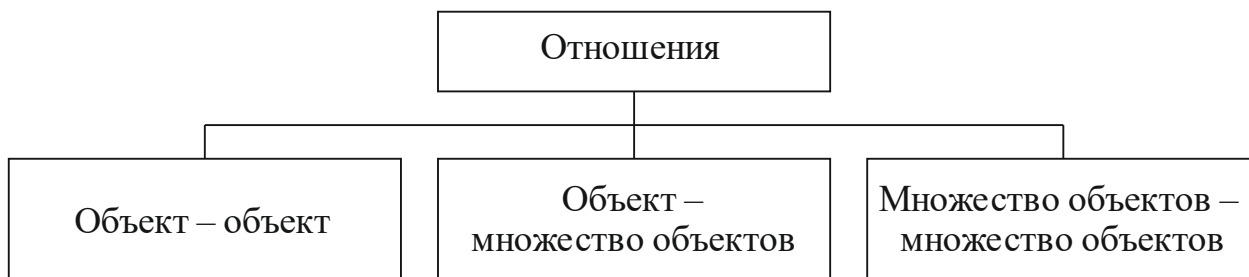 Отношения
Объект – объект
Объект –
множество объектов
Множество объектов –
множество объектов